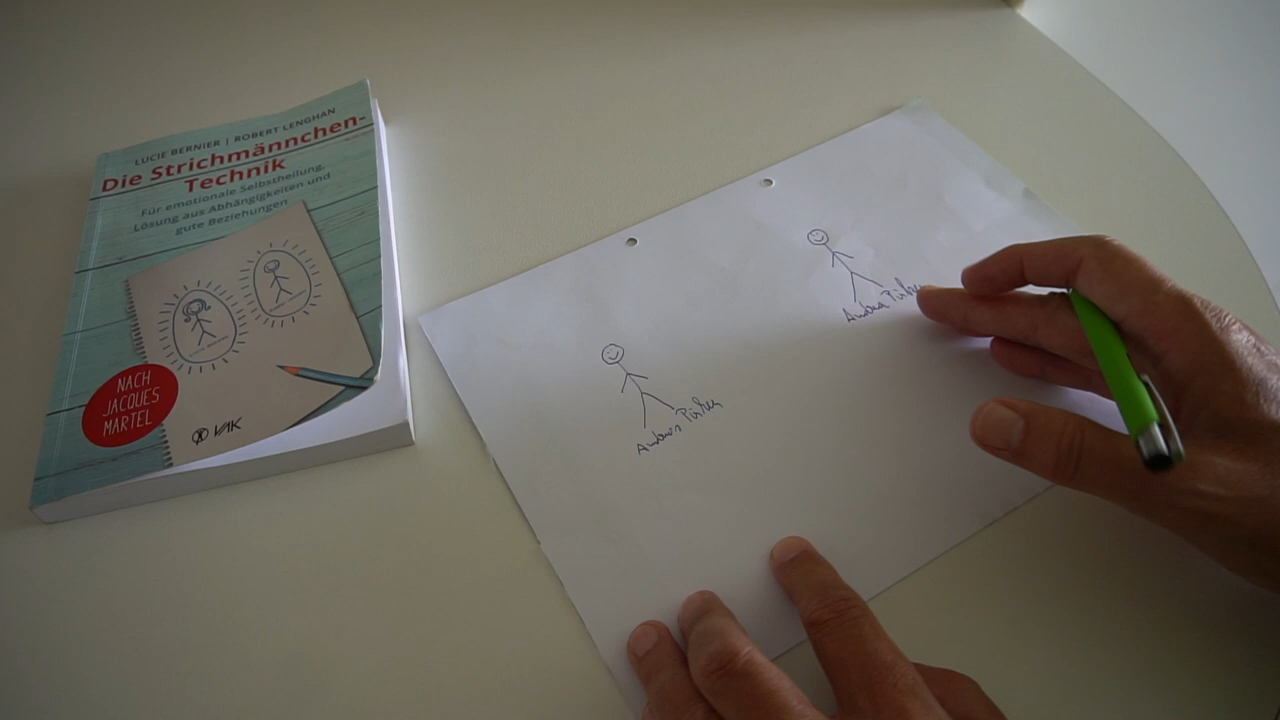 LUCIE BERNIER | ROBERT LENGHAN
Die Strichmännchen-
Technik
Für emotionale Selbstheilung,
Lösung aus Abhängigkeiten und
gute Beziehungen
NACH
JACQUES
MARTEL
VAK
Andrea